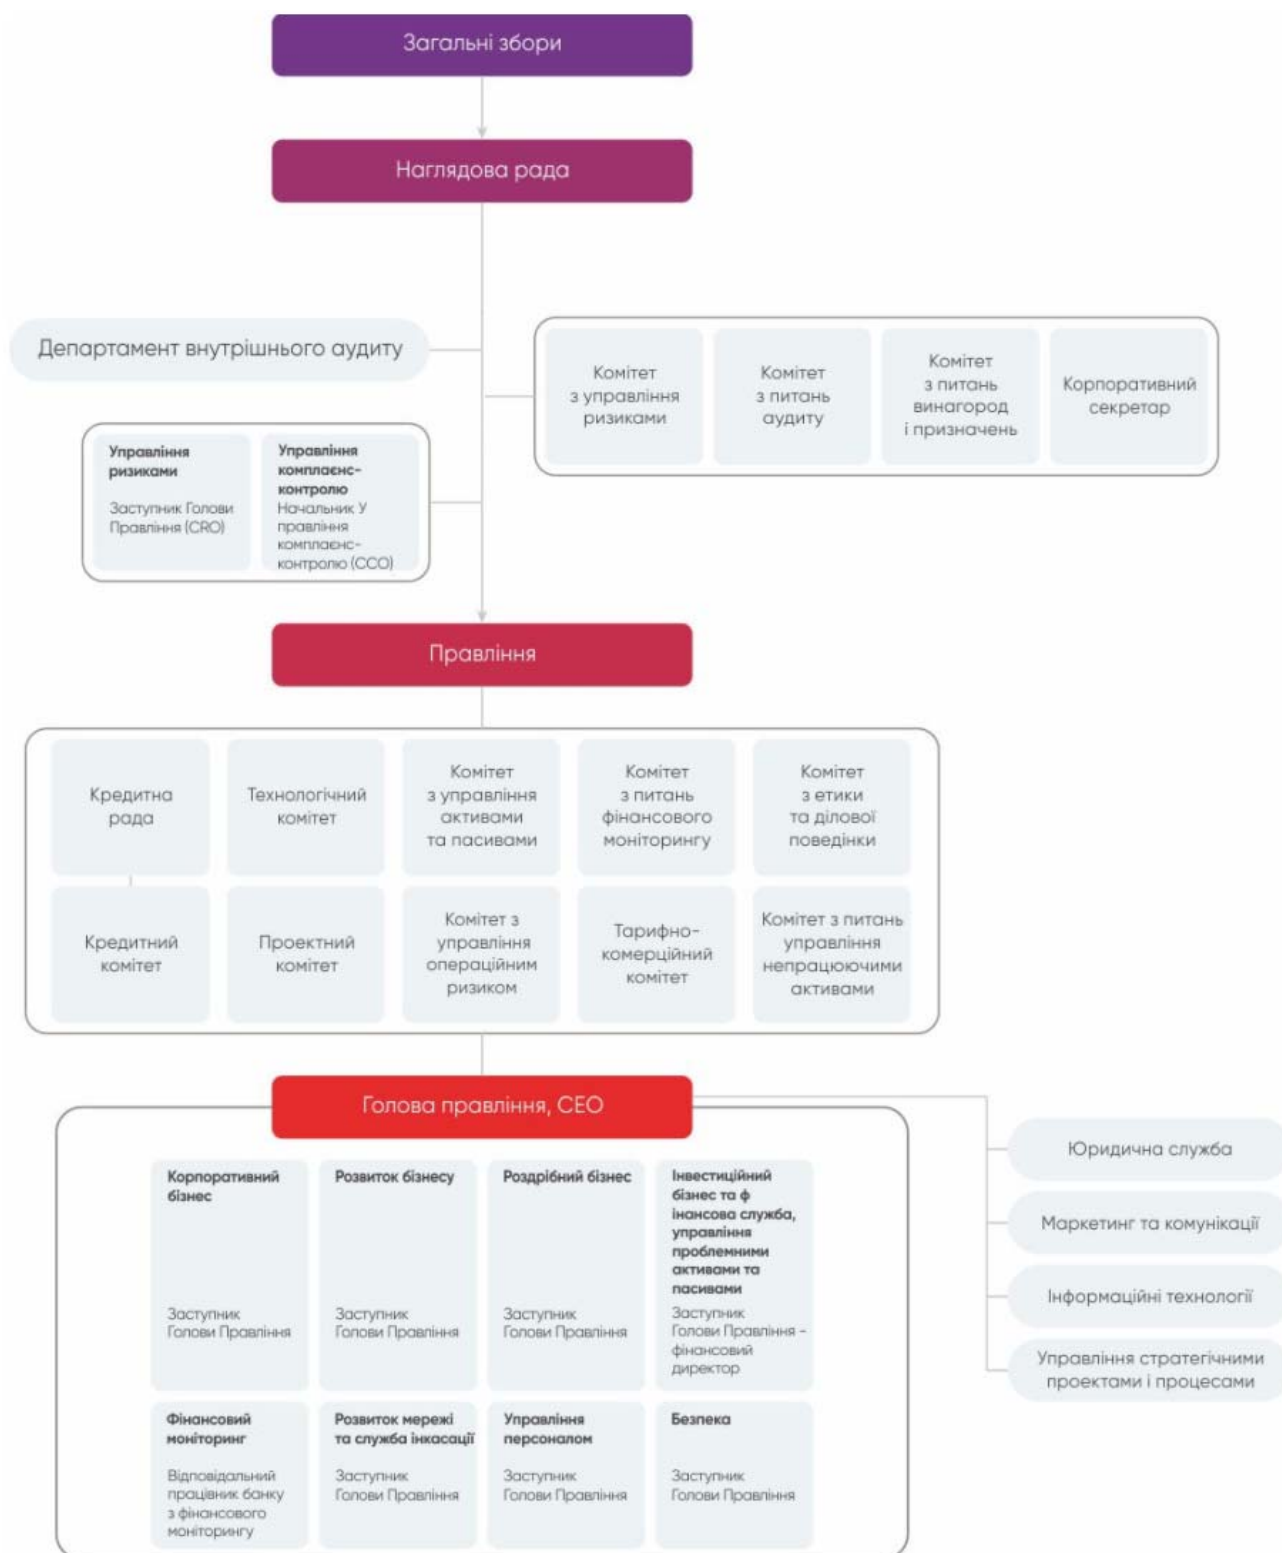 Загальні збори
Наглядова рада
Департамент внутрішнього аудиту
Комітет
з управління
ризиками
Комітет
з питань
аудиту
Комітет
з питань
винагород
і призначень
Корпоративний
секретар
Управління
ризиками
Заступник Голови
Правління (CRO)
Управління
комплаєнс-
контролю
Начальник У
правління
комплаєнс-
контролю (CCO)
Правління
Кредитна
рада
Технологічний
комітет
Комітет
з управління
активами
та пасивами
Комітет
з питань
фінансового
моніторингу
Комітет
з етики
та ділової
поведінки
Кредитний
комітет
Проектний
комітет
Комітет з
управління
операційним
ризиком
Тарифно-
комерційний
комітет
Комітет з питань
управління
непрацюючими
активами
Голова правління, CEO
Корпоративний
бізнес
Заступник
Голови Правління
Розвиток бізнесу
Заступник
Голови Правління
Роздрібний бізнес
Заступник
Голови Правління
Інвестиційний
бізнес та ф
інансова служба,
управління
проблемними
активами та
пасивами
Заступник
Голови Правління –
фінансовий
директор
Фінансовий
моніторинг
Відповідальний
працівник банку
з фінансового
моніторингу
Розвиток мережі
та служба інкасації
Заступник
Голови Правління
Управління
персоналом
Заступник
Голови Правління
Безпека
Заступник
Голови Правління
Юридична служба
Маркетинг та комунікації
Інформаційні технології
Управління стратегічними
проектами і процесами